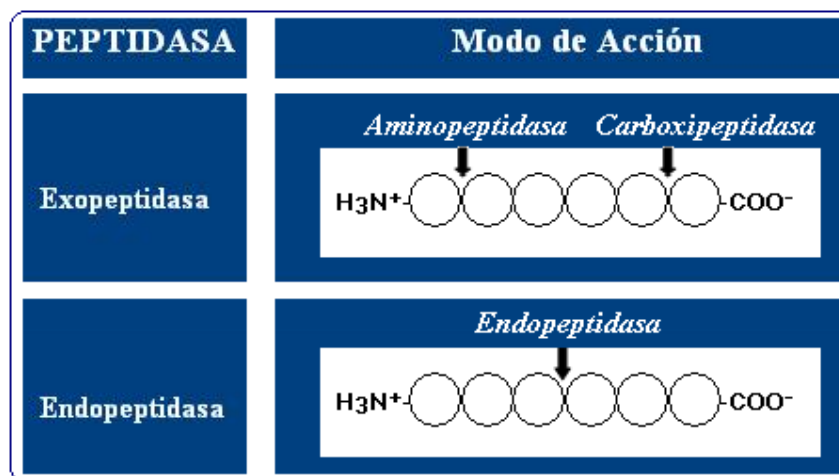 PEPTIDASA
Modo de Acción
Exopeptidasa
Aminopeptidasa Carboxipeptidasa
H3N+ COO-
Endopeptidasa
Endopeptidasa
H3N+ COO-